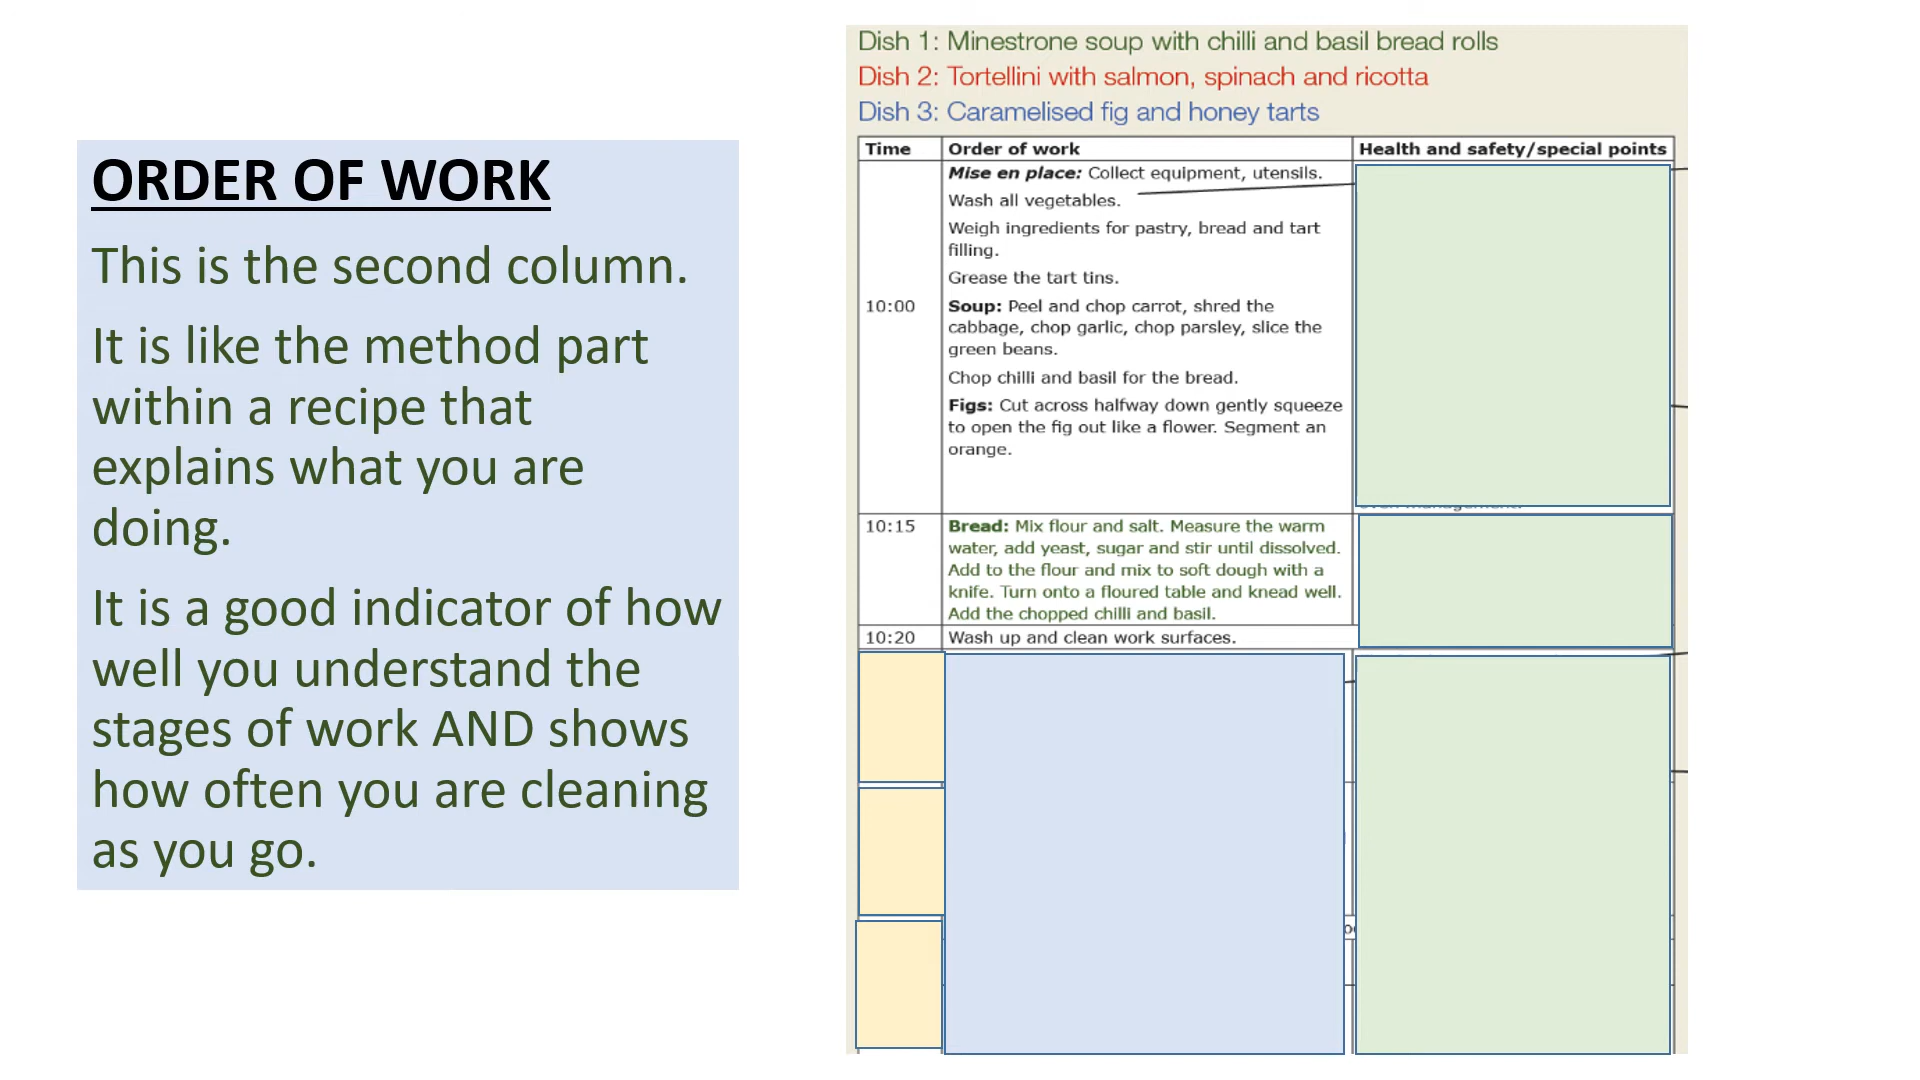 ORDER OF WORK
This is the second column.
It is like the method part
within a recipe that
explains what you are
doing.
It is a good indicator of how
well you understand the
stages of work AND shows
how often you are cleaning
as you go.
Dish 1: Minestrone soup with chilli and basil bread rolls
Dish 2: Tortellini with salmon, spinach and ricotta
Dish 3: Caramelised fig and honey tarts
Time Order of work Health and safety/special points
Mise en place: Collect equipment, utensils.
Wash all vegetables.
Weigh ingredients for pastry, bread and tart
filling.
Grease the tart tins.
10:00 Soup: Peel and chop carrot, shred the
cabbage, chop garlic, chop parsley, slice the
green beans.
Chop chilli and basil for the bread.
Figs: Cut across halfway down gently squeeze
to open the fig out like a flower. Segment an
orange.
10:15 Bread: Mix flour and salt. Measure the warm
water, add yeast, sugar and stir until dissolved.
Add to the flour and mix to soft dough with a
knife. Turn onto a floured table and knead well.
Add the chopped chilli and basil.
10:20 Wash up and clean work surfaces.